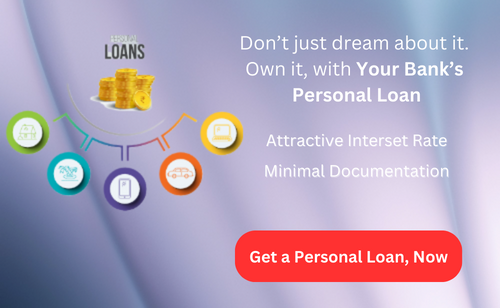 PERSONAL
LOANS
Don't just dream about it.
Own it, with Your Bank's
Personal Loan
Attractive Interset Rate
Minimal Documentation
Get a Personal Loan, Now